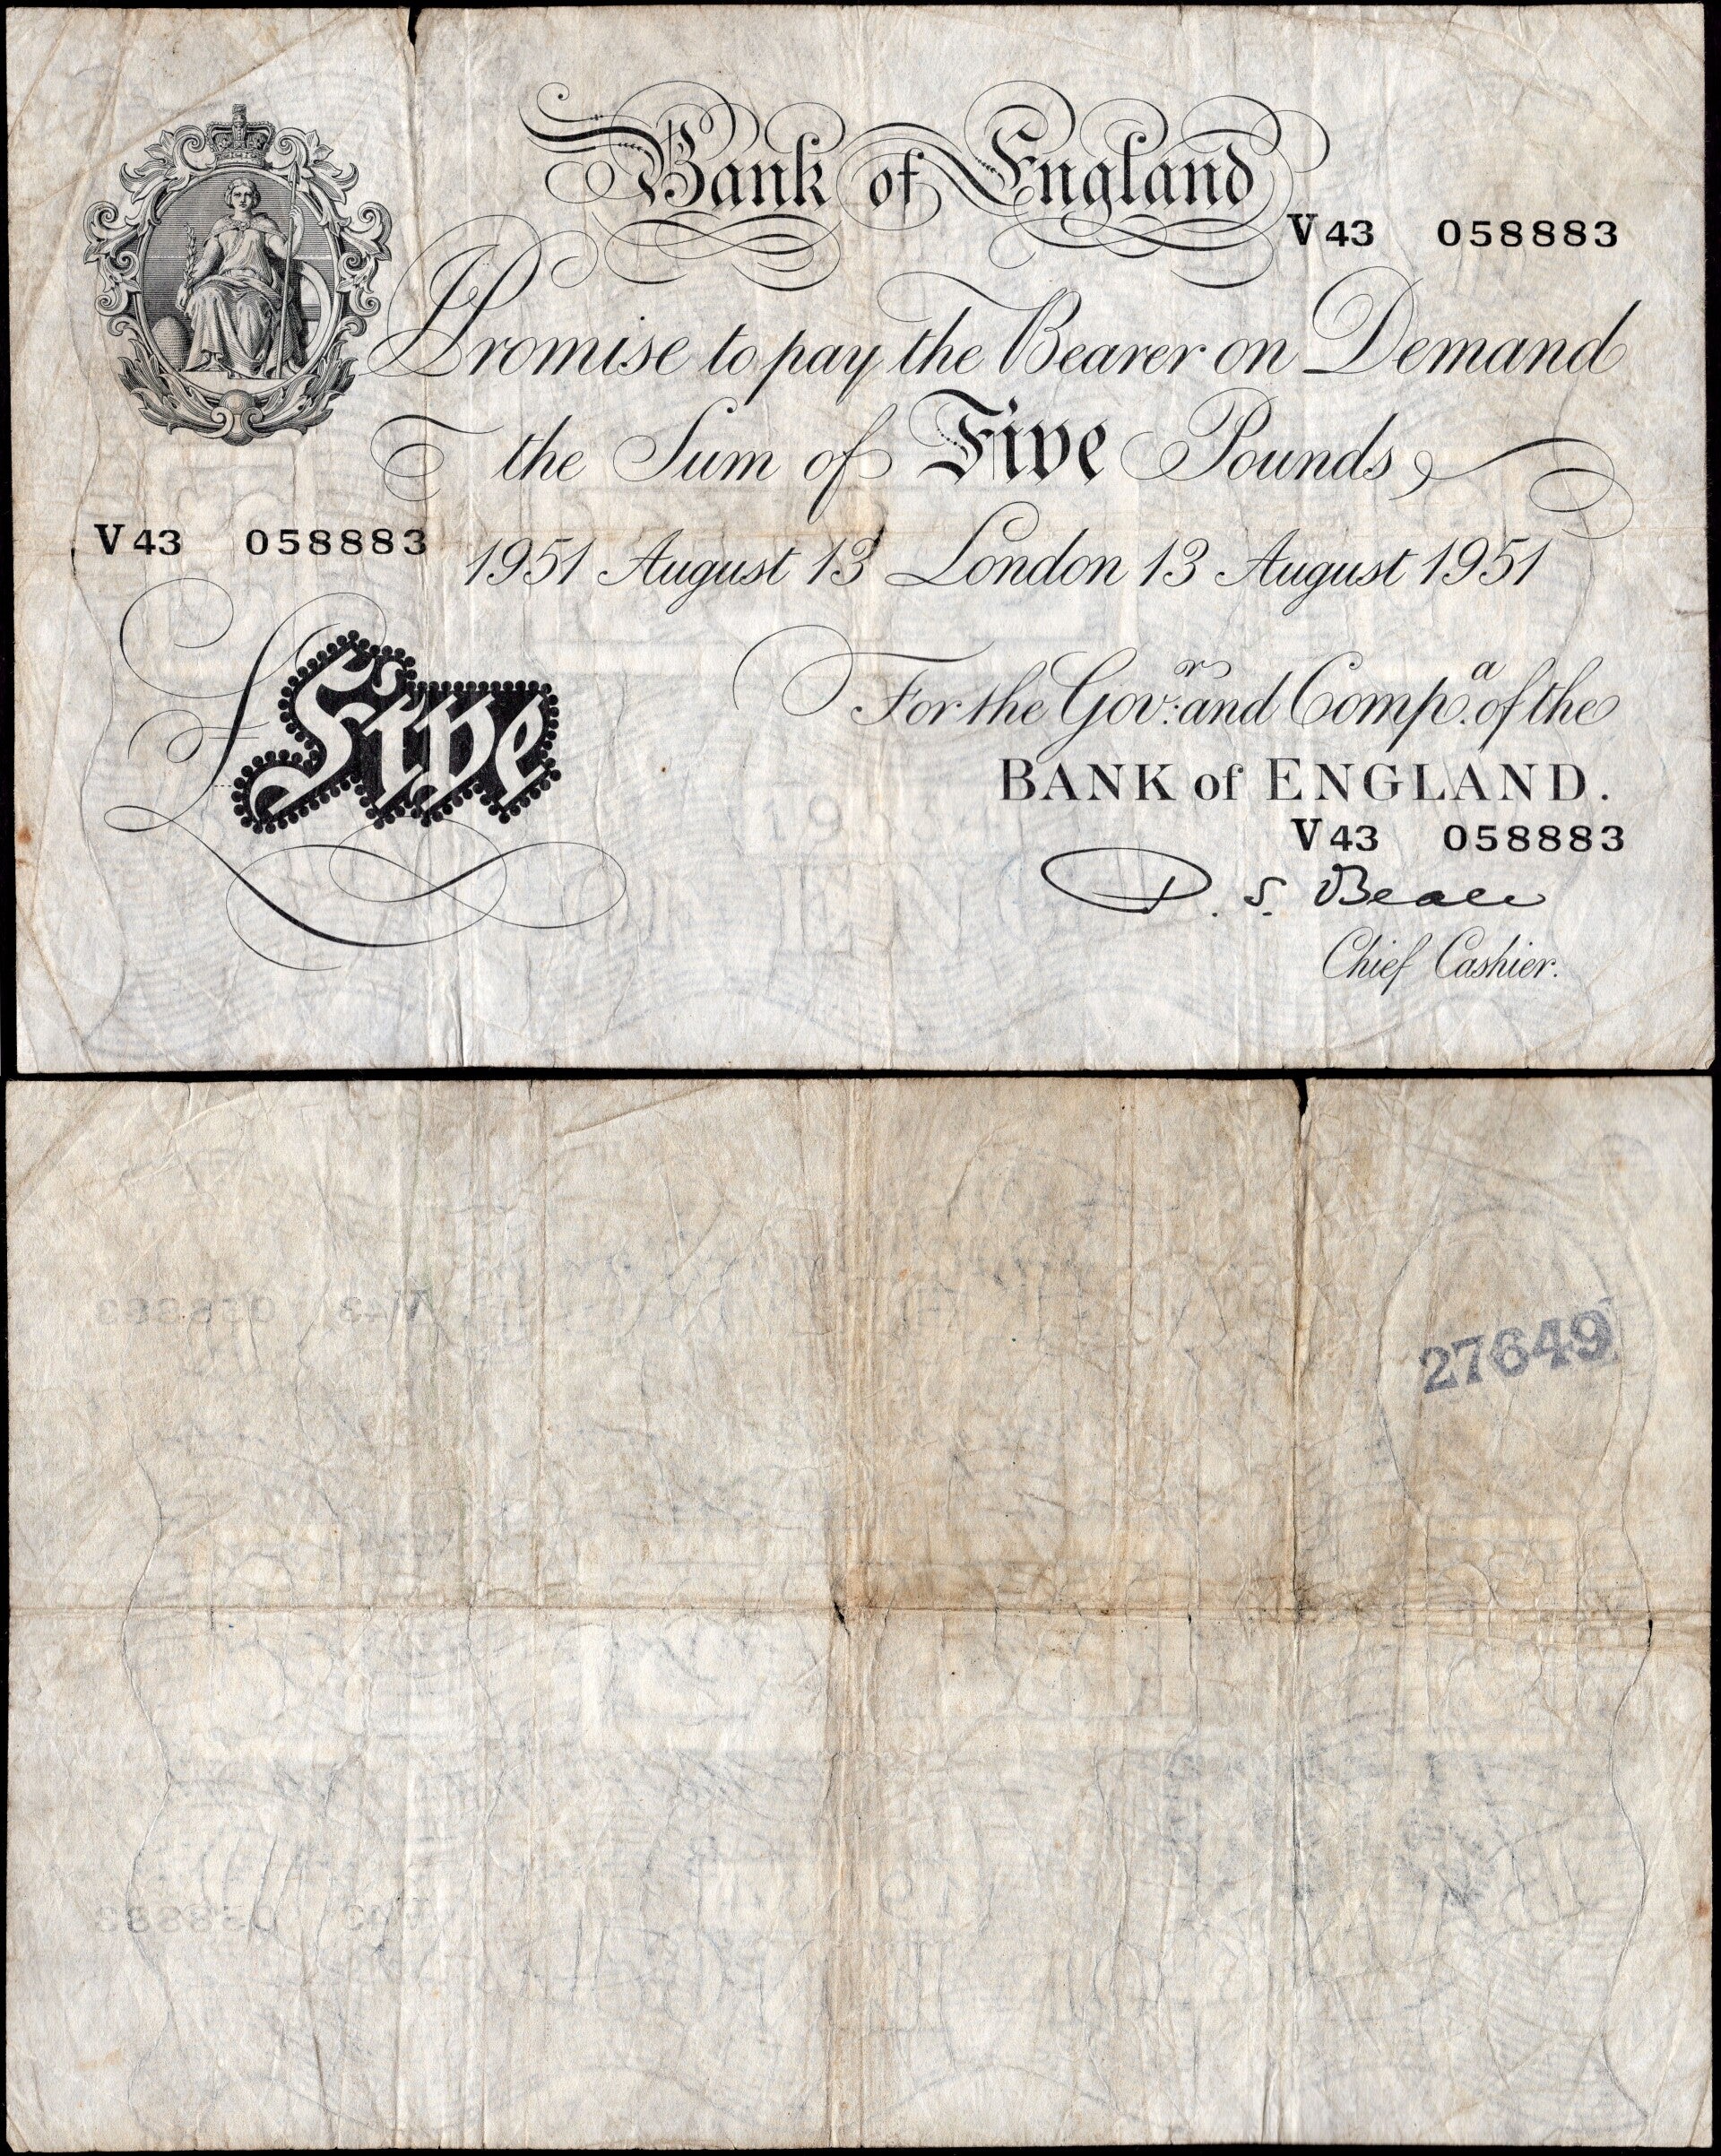 Bank of England
V43 058883
I Promise to pay the Bearer on Demand
the Sum of Five Pounds
V43 058883
1951 August 13 London 13 August 1951
For the Gov.r and Comp.a of the
BANK of ENGLAND.
£Five
V43 058883
P. S. Beale
Chief Cashier.
27649